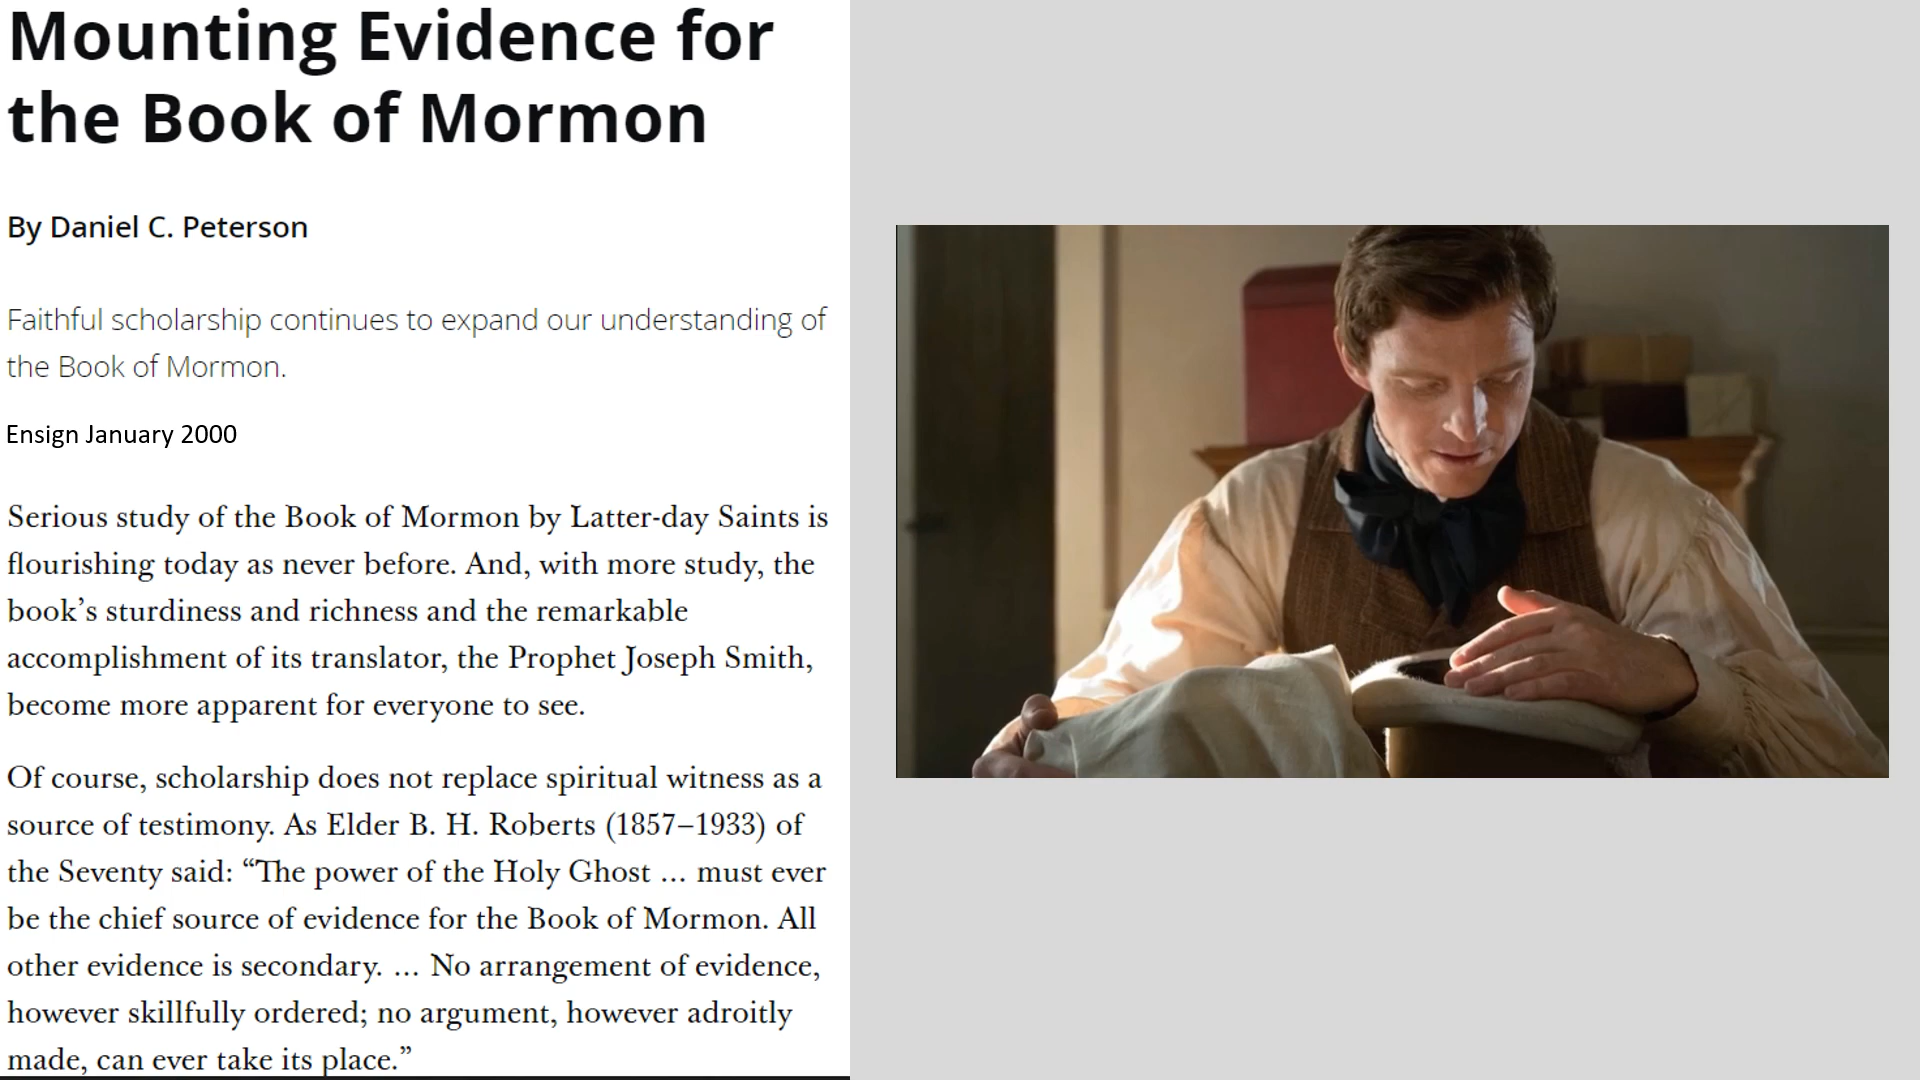 Mounting Evidence for
the Book of Mormon
By Daniel C. Peterson
Faithful scholarship continues to expand our understanding of
the Book of Mormon.
Ensign January 2000
Serious study of the Book of Mormon by Latter-day Saints is
flourishing today as never before. And, with more study, the
book’s sturdiness and richness and the remarkable
accomplishment of its translator, the Prophet Joseph Smith,
become more apparent for everyone to see.
Of course, scholarship does not replace spiritual witness as a
source of testimony. As Elder B. H. Roberts (1857–1933) of
the Seventy said: “The power of the Holy Ghost … must ever
be the chief source of evidence for the Book of Mormon. All
other evidence is secondary. … No arrangement of evidence,
however skillfully ordered; no argument, however adroitly
made, can ever take its place.”